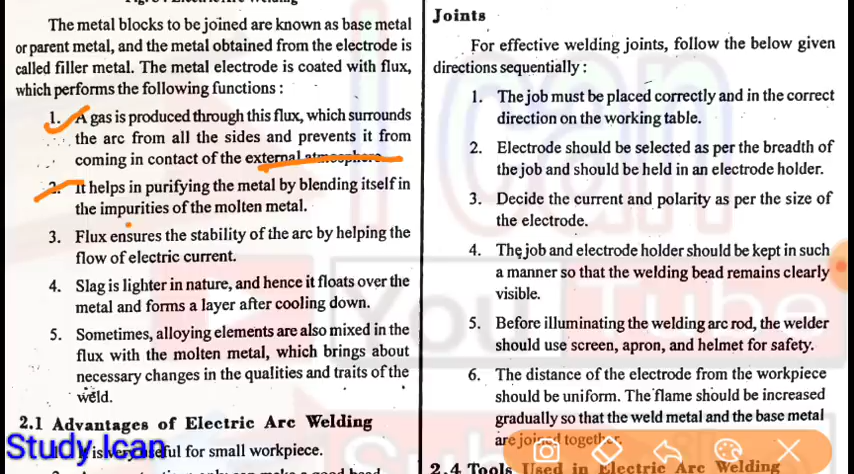 The metal blocks to be joined are known as base metal
or parent metal, and the metal obtained from the electrode is
called filler metal. The metal electrode is coated with flux,
which performs the following functions :
1. A gas is produced through this flux, which surrounds
the arc from all the sides and prevents it from
coming in contact of the external atmosphere.
2. It helps in purifying the metal by blending itself in
the impurities of the molten metal.
3. Flux ensures the stability of the arc by helping the
flow of electric current.
4. Slag is lighter in nature, and hence it floats over the
metal and forms a layer after cooling down.
5. Sometimes, alloying elements are also mixed in the
flux with the molten metal, which brings about
necessary changes in the qualities and traits of the
weld.
2.1 Advantages of Electric Arc Welding
is very useful for small workpiece.
Study Ican
Joints
For effective welding joints, follow the below given
directions sequentially :
1. The job must be placed correctly and in the correct
direction on the working table.
2. Electrode should be selected as per the breadth of
the job and should be held in an electrode holder.
3. Decide the current and polarity as per the size of
the electrode.
4. The job and electrode holder should be kept in such
a manner so that the welding bead remains clearly
visible.
5. Before illuminating the welding arc rod, the welder
should use screen, apron, and helmet for safety.
6. The distance of the electrode from the workpiece
should be uniform. The flame should be increased
gradually so that the weld metal and the base metal
are joined together.
2.4 Tools Used in Electric Arc Welding
I can
YouTube